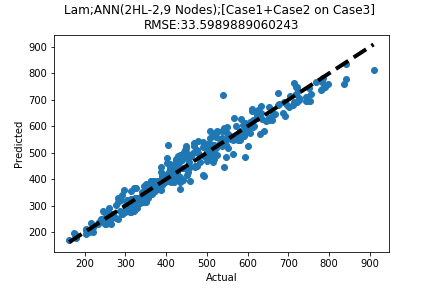 Lam;ANN(2HL-2,9 Nodes);[Case1+Case2 on Case3]
RMSE:33.5989889060243
900
800
700
600
500
400
300
200
Predicted
200 300 400 500 600 700 800 900
Actual